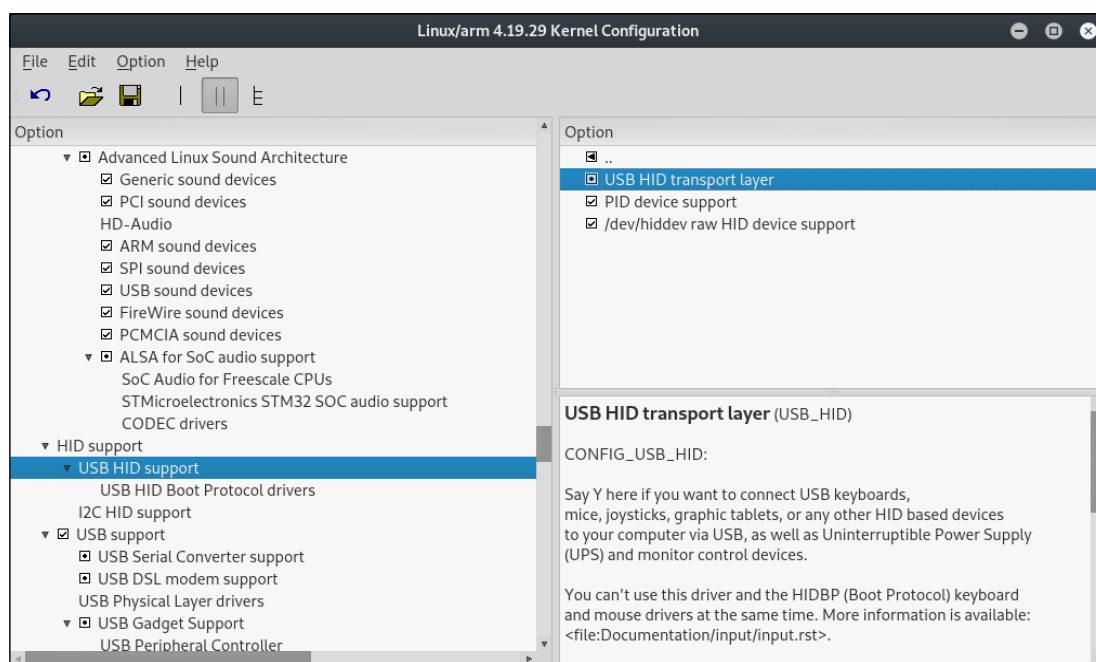 Linux/arm 4.19.29 Kernel Configuration
File Edit Option Help
Option
Advanced Linux Sound Architecture
Generic sound devices
PCI sound devices
HD-Audio
ARM sound devices
SPI sound devices
USB sound devices
FireWire sound devices
PCMCIA sound devices
ALSA for SoC audio support
SoC Audio for Freescale CPUs
STMicroelectronics STM32 SOC audio support
CODEC drivers
HID support
USB HID support
USB HID Boot Protocol drivers
I2C HID support
USB support
USB Serial Converter support
USB DSL modem support
USB Physical Layer drivers
USB Gadget Support
USB Peripheral Controller
Option
..
USB HID transport layer
PID device support
/dev/hiddev raw HID device support
USB HID transport layer (USB_HID)
CONFIG_USB_HID:
Say Y here if you want to connect USB keyboards,
mice, joysticks, graphic tablets, or any other HID based devices
to your computer via USB, as well as Uninterruptible Power Supply
(UPS) and monitor control devices.
You can't use this driver and the HIDBP (Boot Protocol) keyboard
and mouse drivers at the same time. More information is available:
<file:Documentation/input/input.rst>.